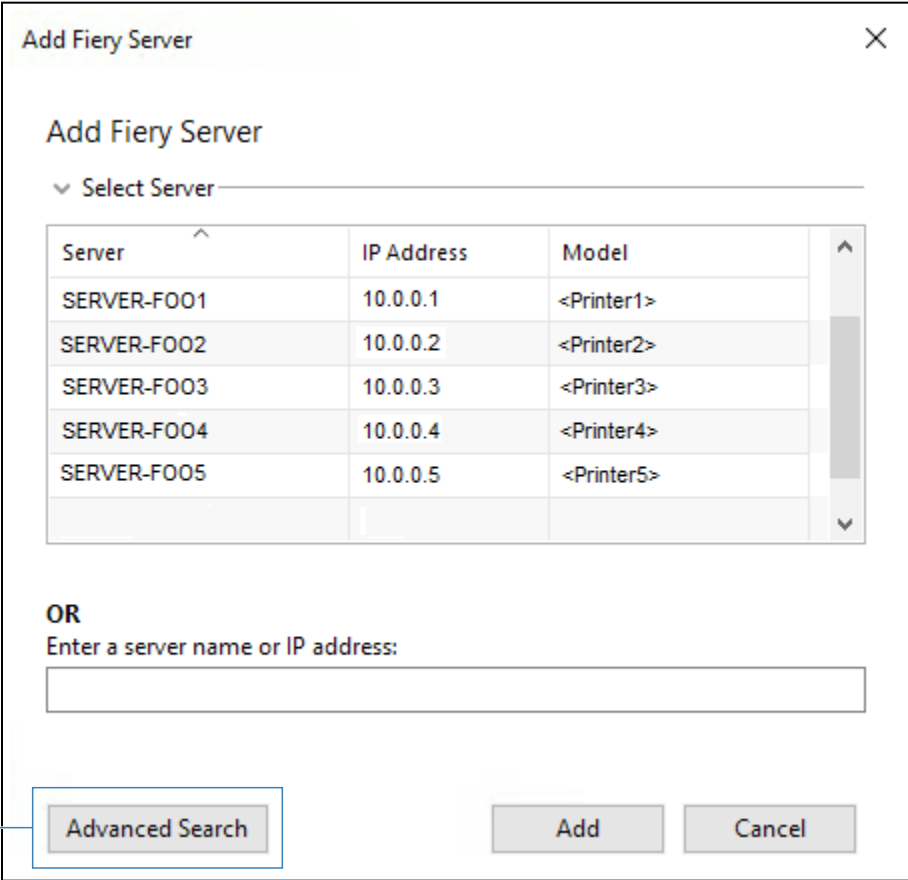 Add Fiery Server
Add Fiery Server
Select Server
Server IP Address Model
SERVER-FOO1 10.0.0.1 <Printer1>
SERVER-FOO2 10.0.0.2 <Printer2>
SERVER-FOO3 10.0.0.3 <Printer3>
SERVER-FOO4 10.0.0.4 <Printer4>
SERVER-FOO5 10.0.0.5 <Printer5>
OR
Enter a server name or IP address:
Advanced Search Add Cancel